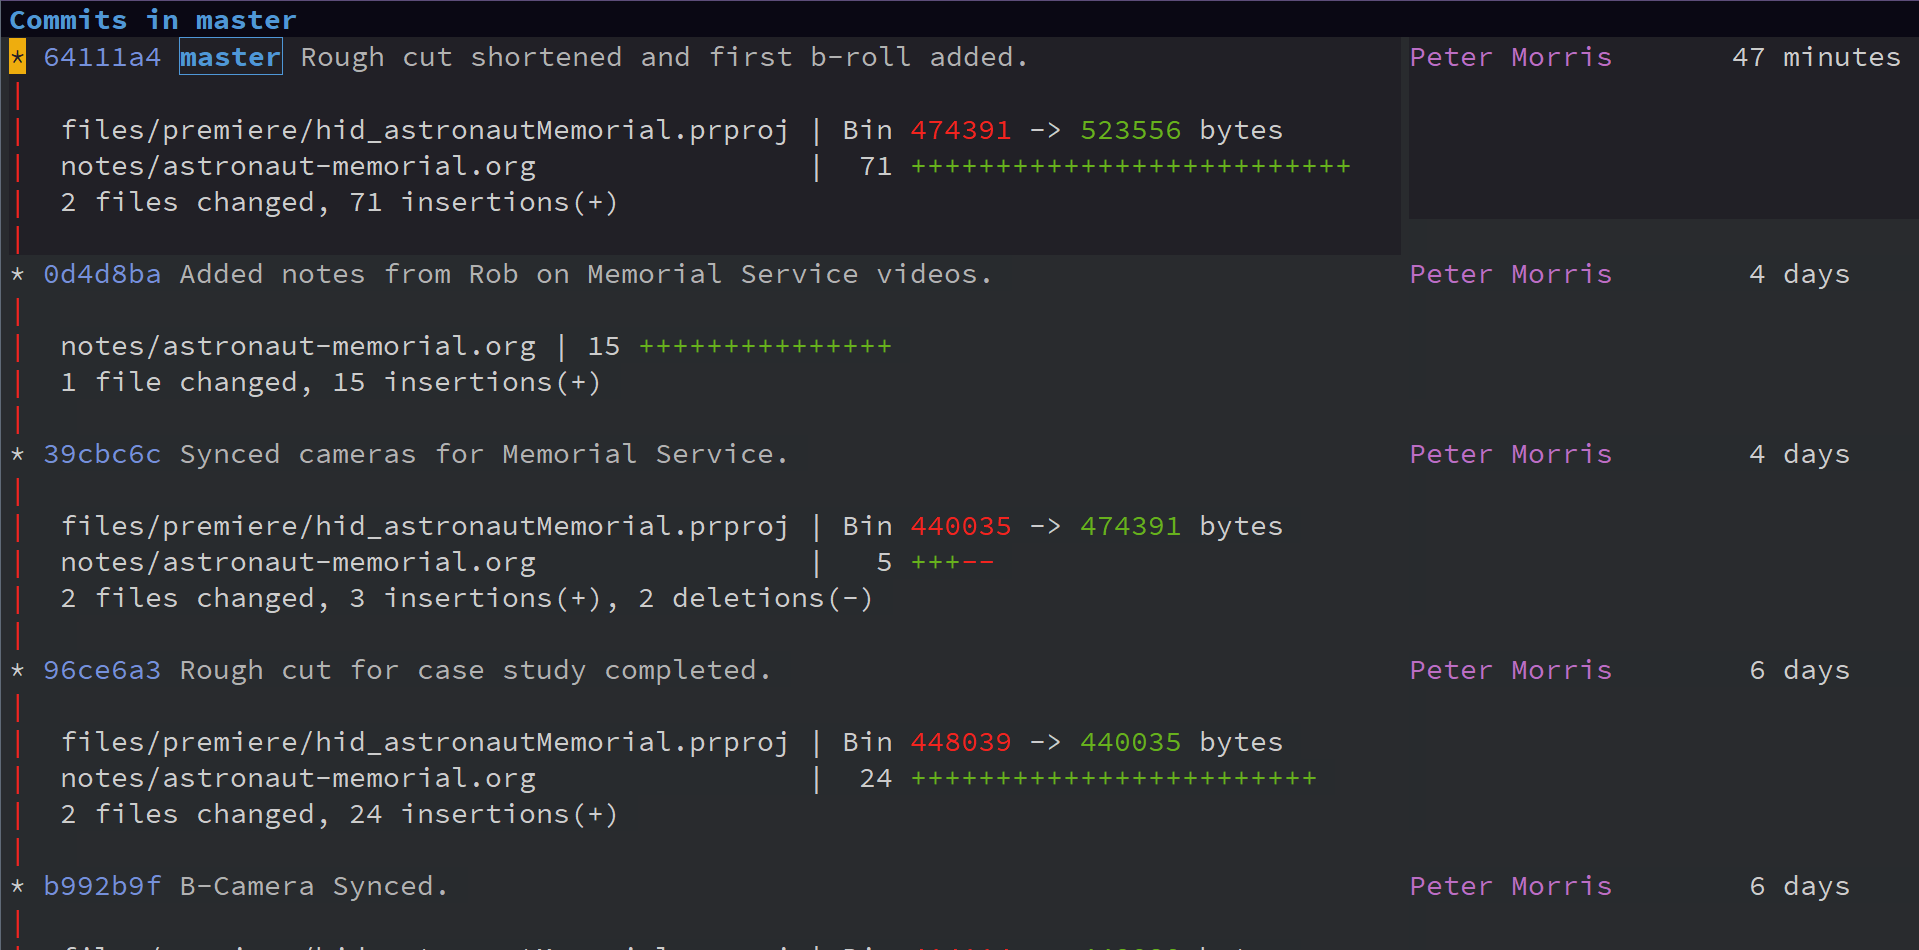 Commits in master
* 64111a4 master Rough cut shortened and first b-roll added. Peter Morris 47 minutes
|
| files/premiere/hid_astronautMemorial.prproj | Bin 474391 -> 523556 bytes
| notes/astronaut-memorial.org | 71 ++++++++++++++++++++++++++
| 2 files changed, 71 insertions(+)
|
* 0d4d8ba Added notes from Rob on Memorial Service videos. Peter Morris 4 days
|
| notes/astronaut-memorial.org | 15 +++++++++++++++
| 1 file changed, 15 insertions(+)
|
* 39cbc6c Synced cameras for Memorial Service. Peter Morris 4 days
|
| files/premiere/hid_astronautMemorial.prproj | Bin 440035 -> 474391 bytes
| notes/astronaut-memorial.org | 5 +++--
| 2 files changed, 3 insertions(+), 2 deletions(-)
|
* 96ce6a3 Rough cut for case study completed. Peter Morris 6 days
|
| files/premiere/hid_astronautMemorial.prproj | Bin 448039 -> 440035 bytes
| notes/astronaut-memorial.org | 24 ++++++++++++++++++++++++
| 2 files changed, 24 insertions(+)
|
* b992b9f B-Camera Synced. Peter Morris 6 days
|